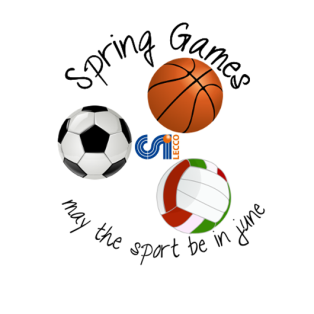 Spring Games
CSI
LECCO
may the sport be in june